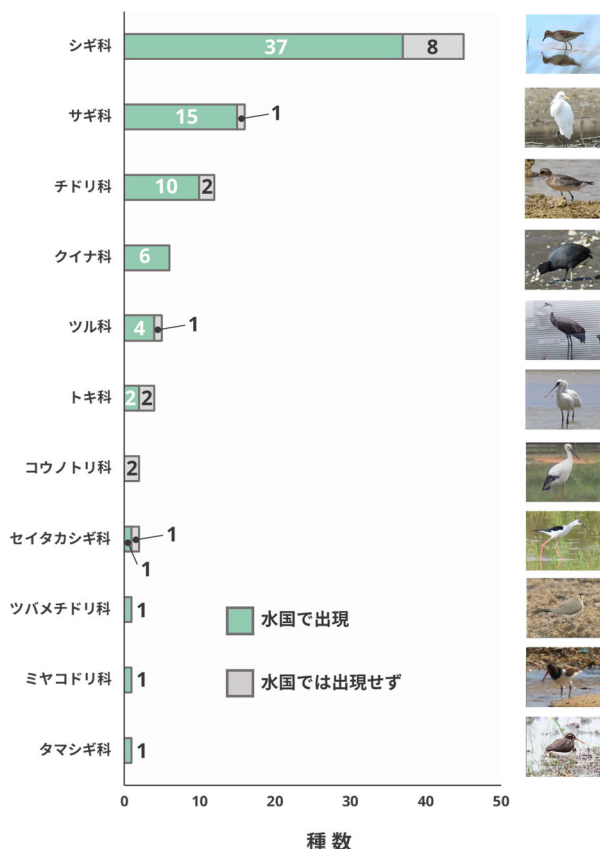 シギ科
37
8
サギ科
15
1
チドリ科
10
2
クイナ科
6
ツル科
4
1
トキ科
2
2
コウノトリ科
2
セイタカシギ科
1
1
ツバメチドリ科
1
水国で出現
ミヤコドリ科
1
水国では出現せず
タマシギ科
1
0
10
20
30
40
50
種 数